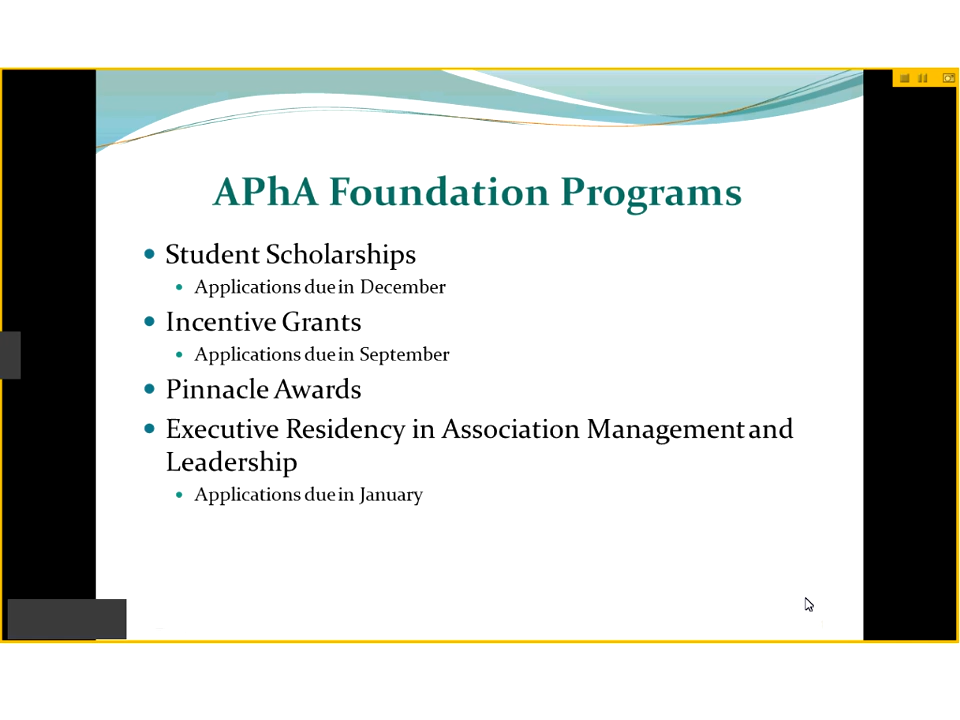 APhA Foundation Programs
Student Scholarships
Applications due in December
Incentive Grants
Applications due in September
Pinnacle Awards
Executive Residency in Association Management and
Leadership
Applications due in January